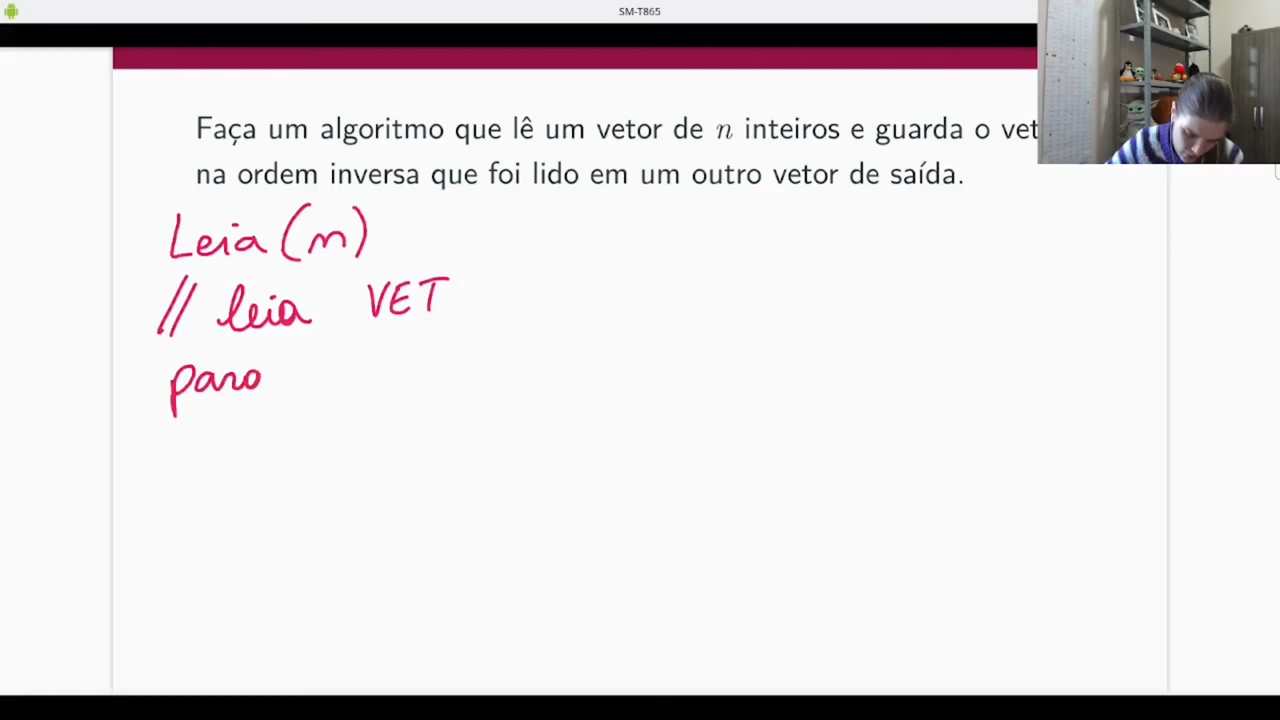 SM-T865
Faça um algoritmo que lê um vetor de n inteiros e guarda o vet
na ordem inversa que foi lido em um outro vetor de saída.
Leia (n)
// leia VET
para